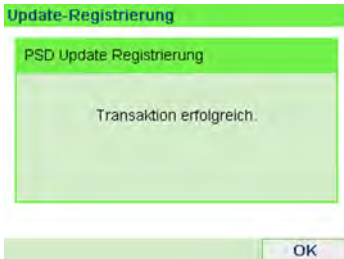 Update-Registrierung
PSD Update Registrierung
Transaktion erfolgreich.
OK